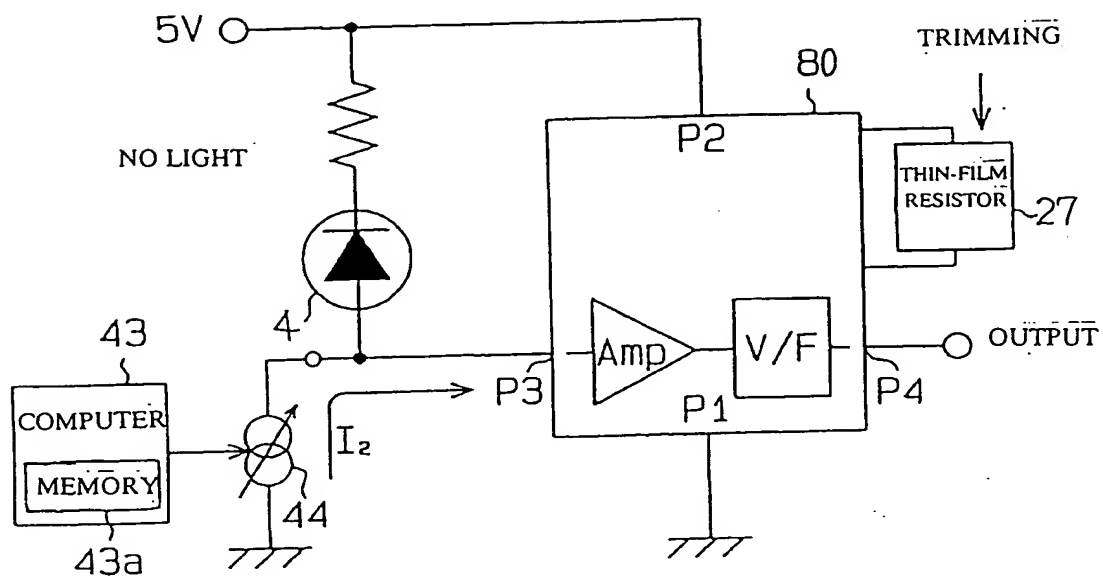 5V
TRIMMING
80
P2
NO LIGHT
THIN-FILM
RESISTOR
27
4
43
Amp
V/F
OUTPUT
P3
P4
P1
COMPUTER
I2
MEMORY
44
43a